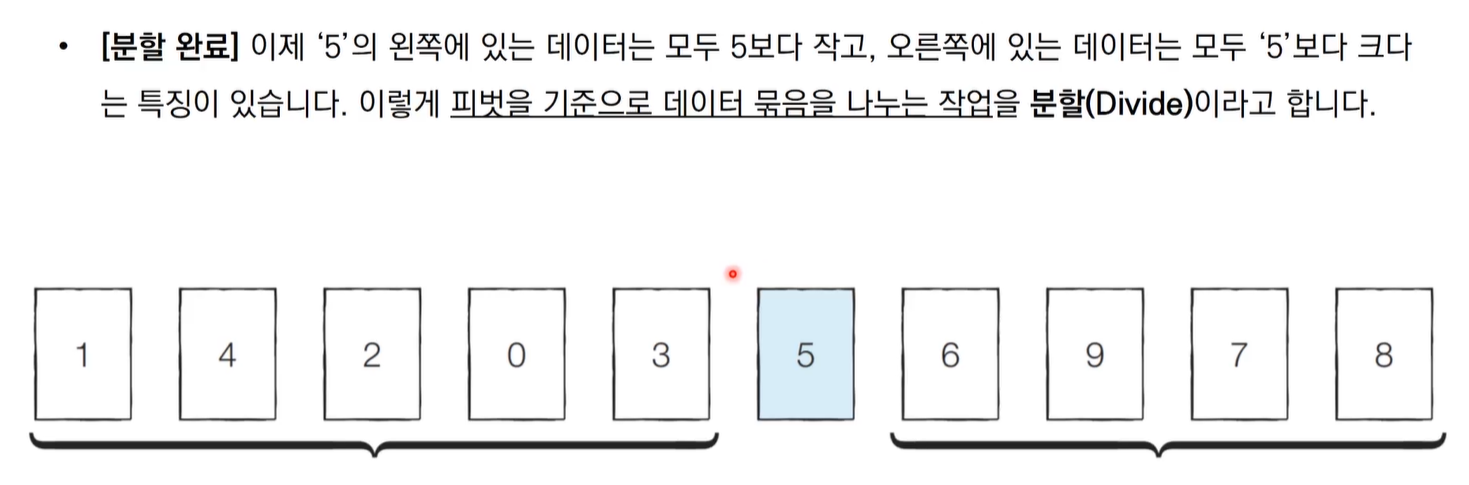 • [분할 완료] 이제 ‘5’의 왼쪽에 있는 데이터는 모두 5보다 작고, 오른쪽에 있는 데이터는 모두 ‘5’보다 크다
는 특징이 있습니다. 이렇게 피벗을 기준으로 데이터 묶음을 나누는 작업을 분할(Divide)이라고 합니다.
1 4 2 0 3 5 6 9 7 8